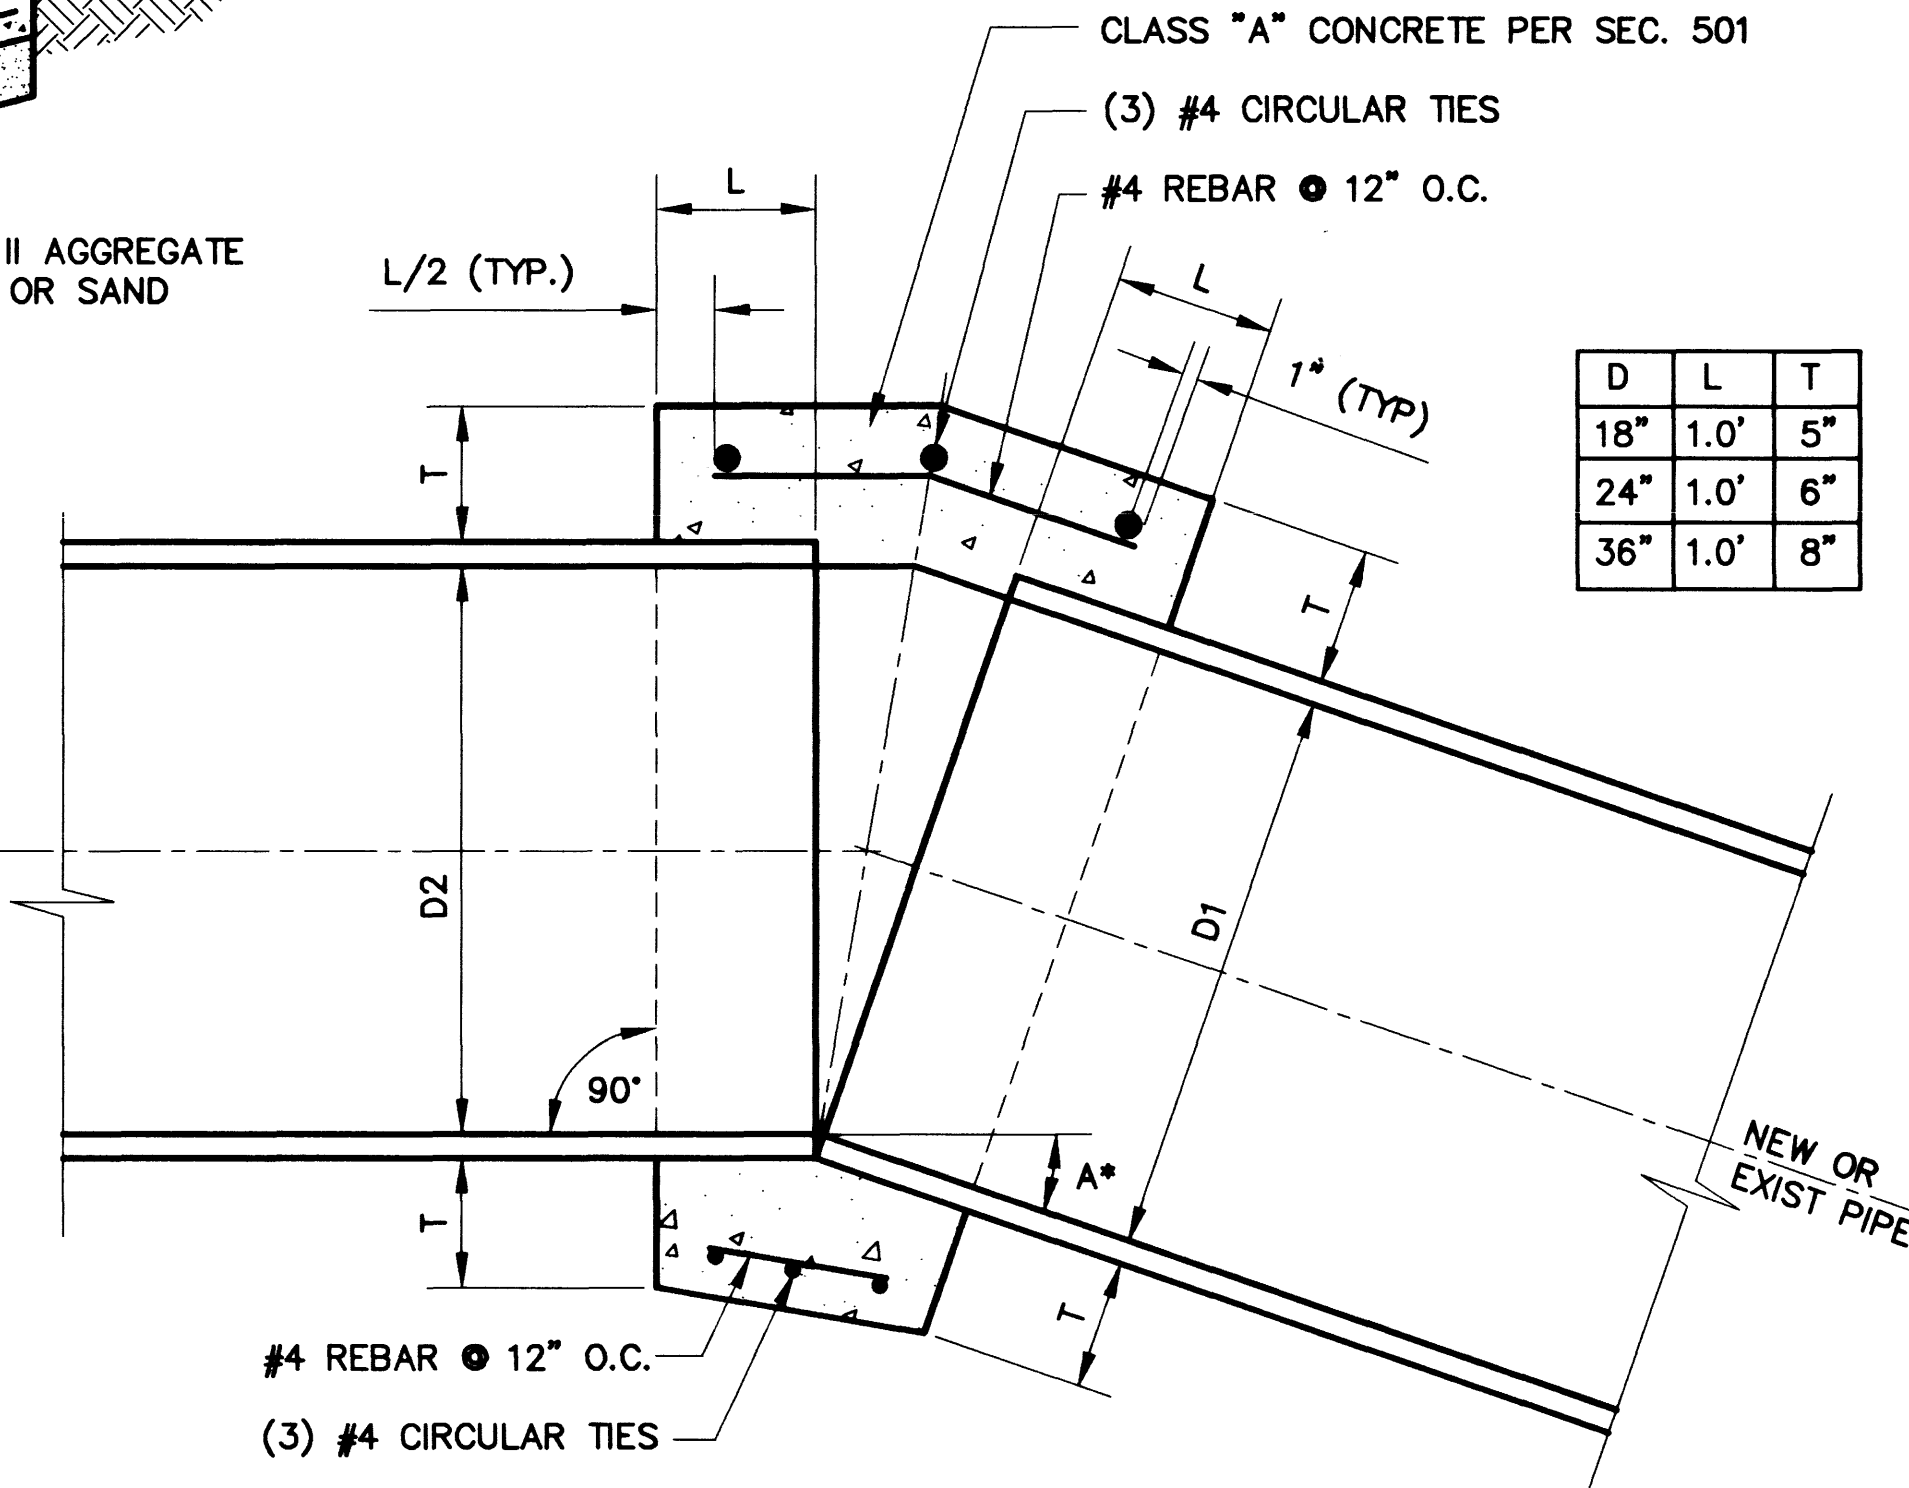 CLASS "A" CONCRETE PER SEC. 501
(3) #4 CIRCULAR TIES
#4 REBAR @ 12" O.C.
L
II AGGREGATE
OR SAND
L/2 (TYP.)
L
1" (TYP)
D L T
18" 1.0' 5"
24" 1.0' 6"
36" 1.0' 8"
T
T
D2
D1
90°
A*
NEW OR
EXIST PIPE
T
T
#4 REBAR @ 12" O.C.
(3) #4 CIRCULAR TIES